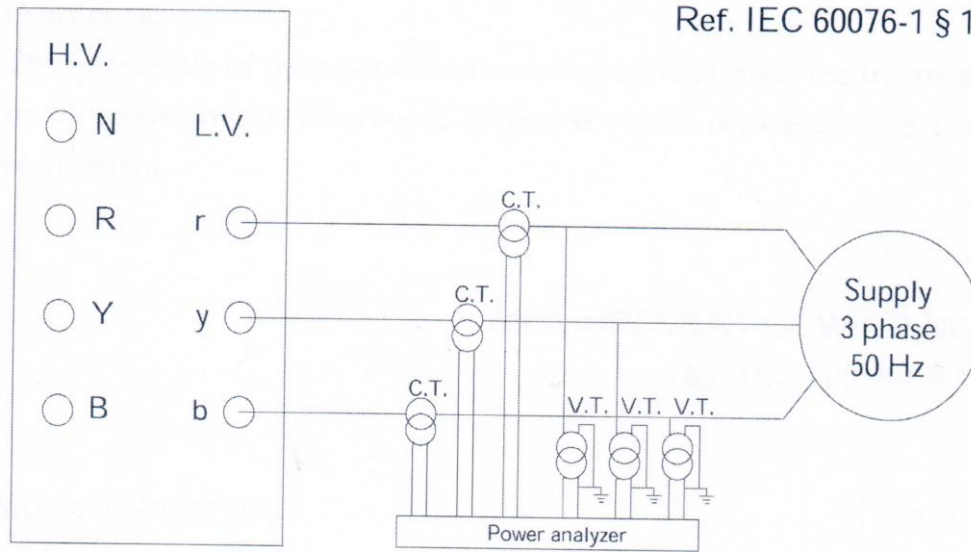 Ref. IEC 60076-1 § 1
H.V.
N L.V.
R r
Y y
B b
C.T.
C.T.
C.T.
Supply
3 phase
50 Hz
V.T. V.T. V.T.
Power analyzer